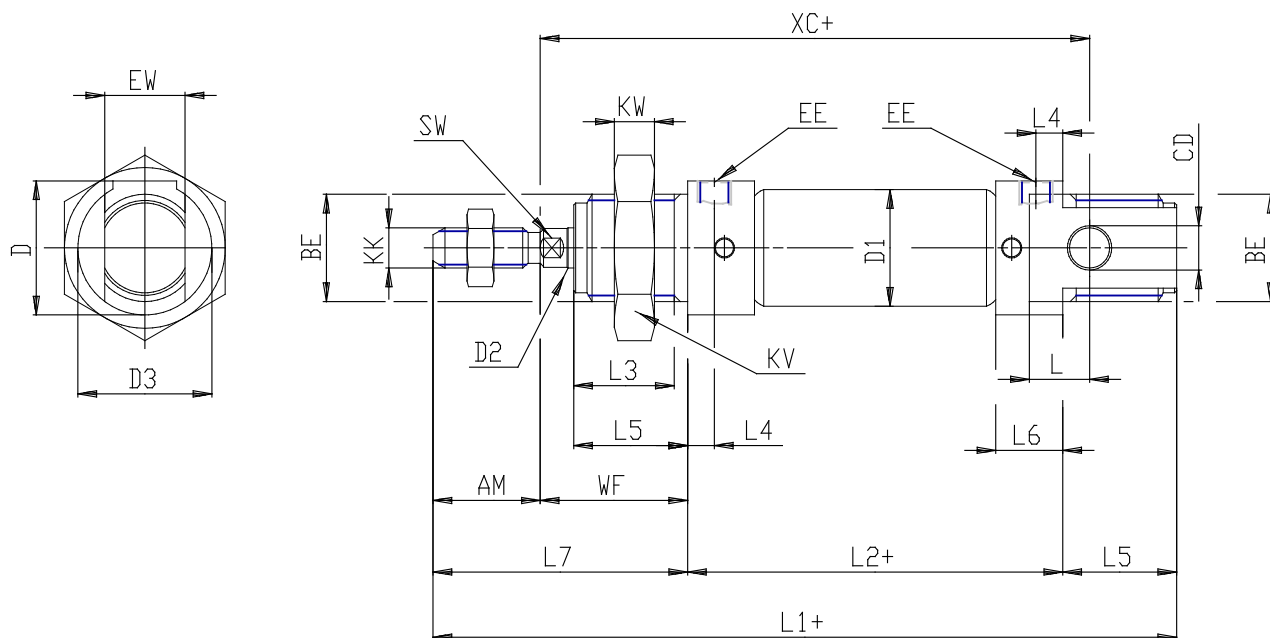 XC+
EW
KW
EE
EE
L4
SW
CD
D
BE
KK
D1
BE
D2
L3
KV
L
D3
L5
L4
L6
AM
WF
L7
L2+
L5
L1+